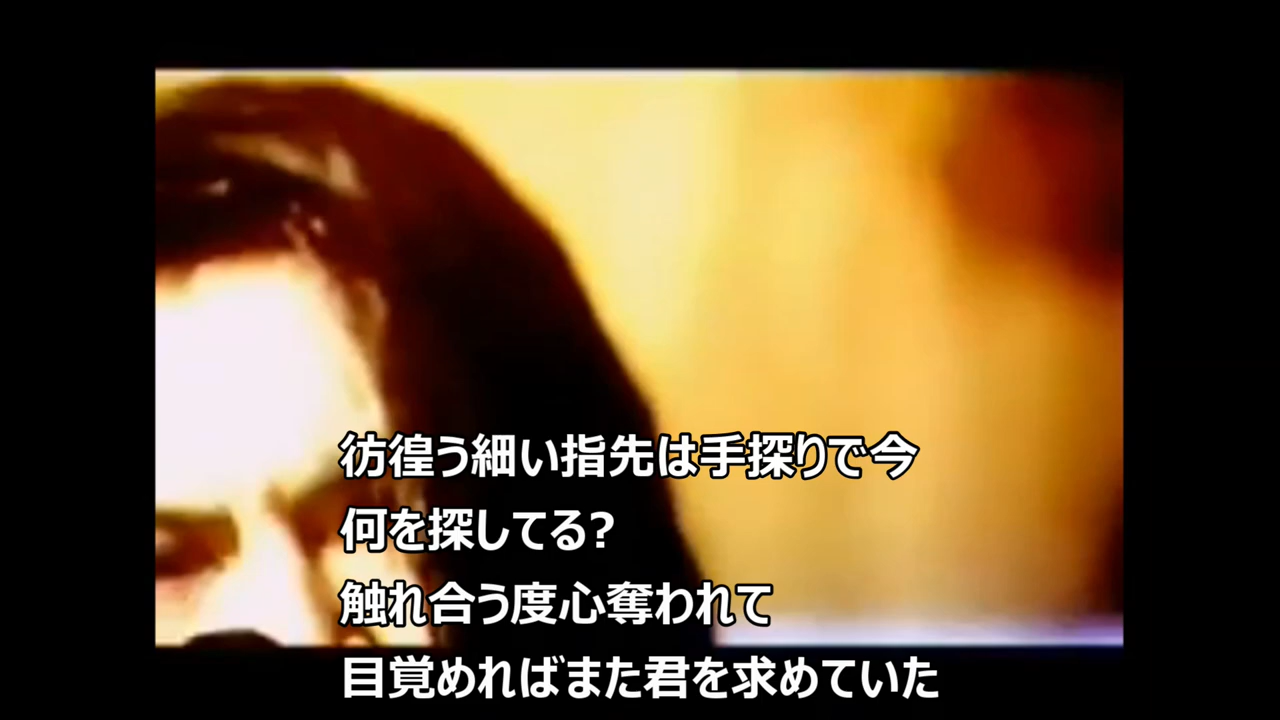 彷徨う細い指先は手探りで今
何を探してる?
触れ合う度心奪われて
目覚めればまた君を求めていた